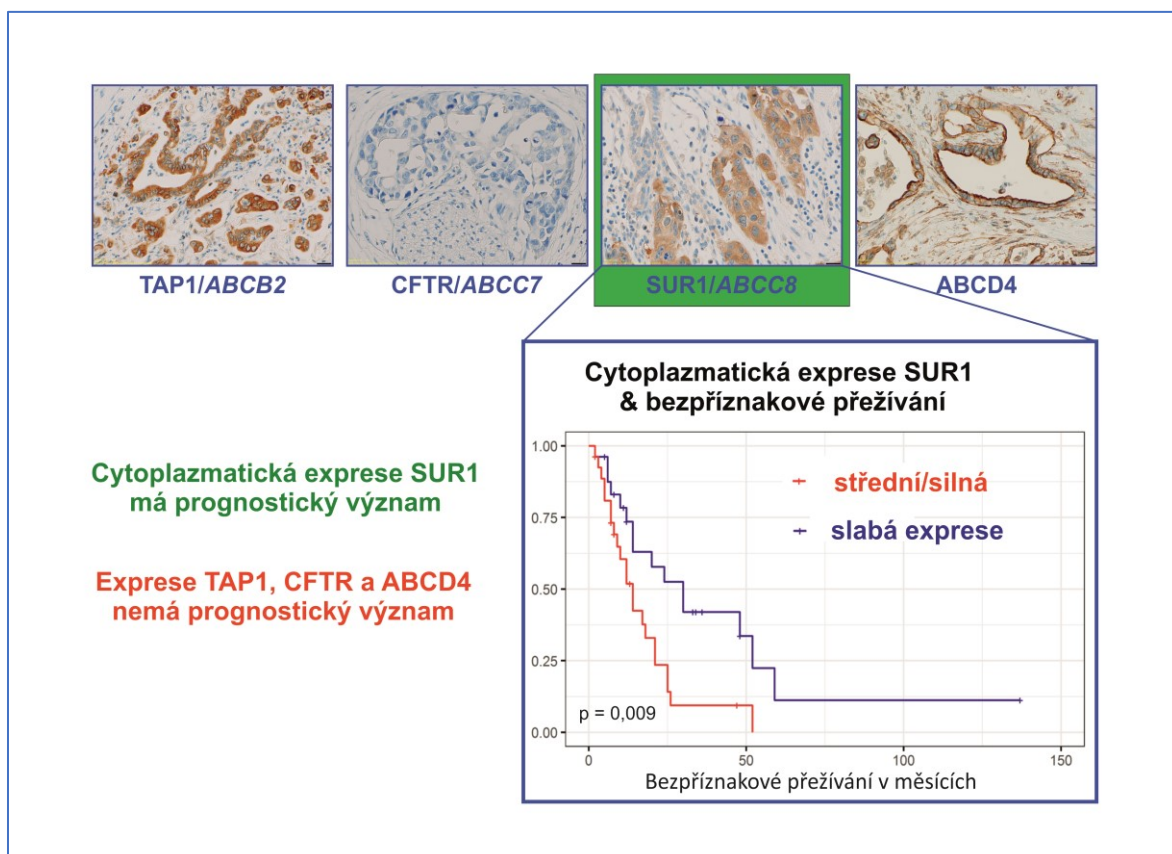 TAP1/ABCB2
CFTR/ABCC7
SUR1/ABCC8
ABCD4
Cytoplazmatická exprese SUR1
& bezpříznakové přežívání
Cytoplazmatická exprese SUR1
má prognostický význam
Exprese TAP1, CFTR a ABCD4
nemá prognostický význam
1.00
0.75
0.50
0.25
0.00
střední/silná
slabá exprese
p = 0,009
0
50
100
150
Bezpříznakové přežívání v měsících